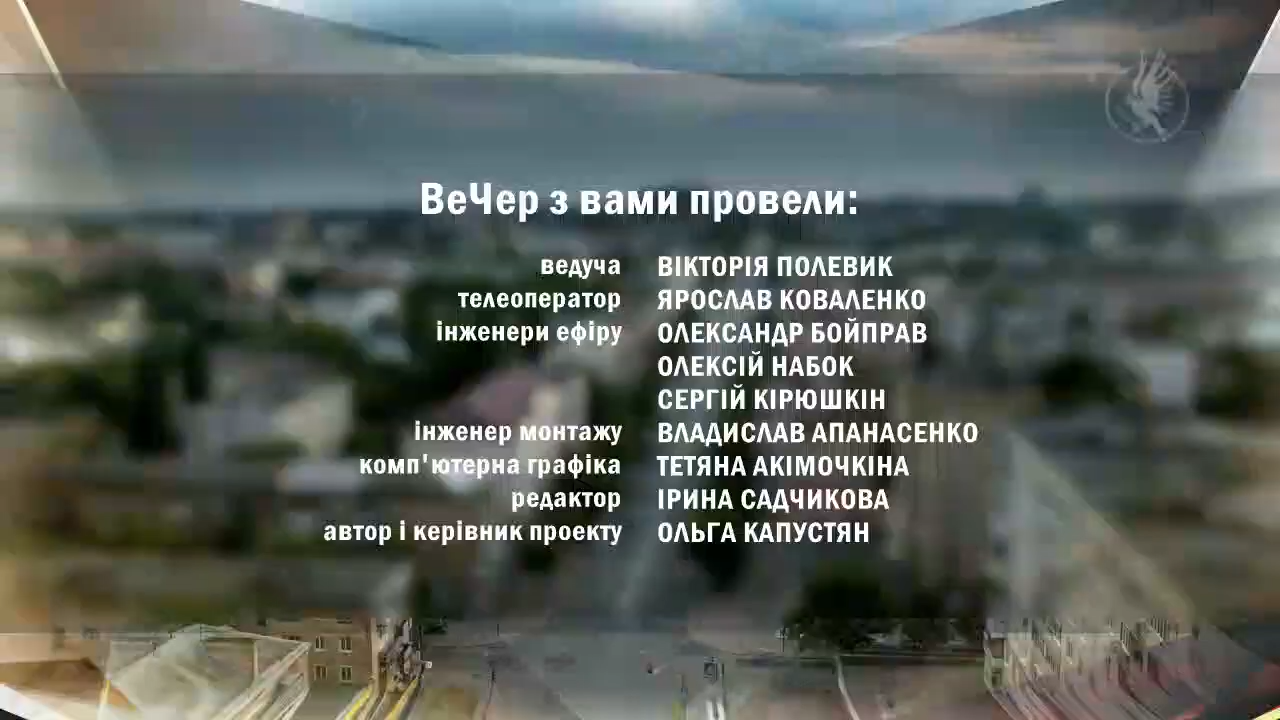 ВеЧер з вами провели:
ведуча ВІКТОРІЯ ПОЛЕВИК
телеоператор ЯРОСЛАВ КОВАЛЕНКО
інженери ефіру ОЛЕКСАНДР БОЙПРАВ
ОЛЕКСІЙ НАБОК
СЕРГІЙ КІРЮШКІН
інженер монтажу ВЛАДИСЛАВ АПАНАСЕНКО
комп'ютерна графіка ТЕТЯНА АКІМОЧКІНА
редактор ІРИНА САДЧИКОВА
автор і керівник проекту ОЛЬГА КАПУСТЯН